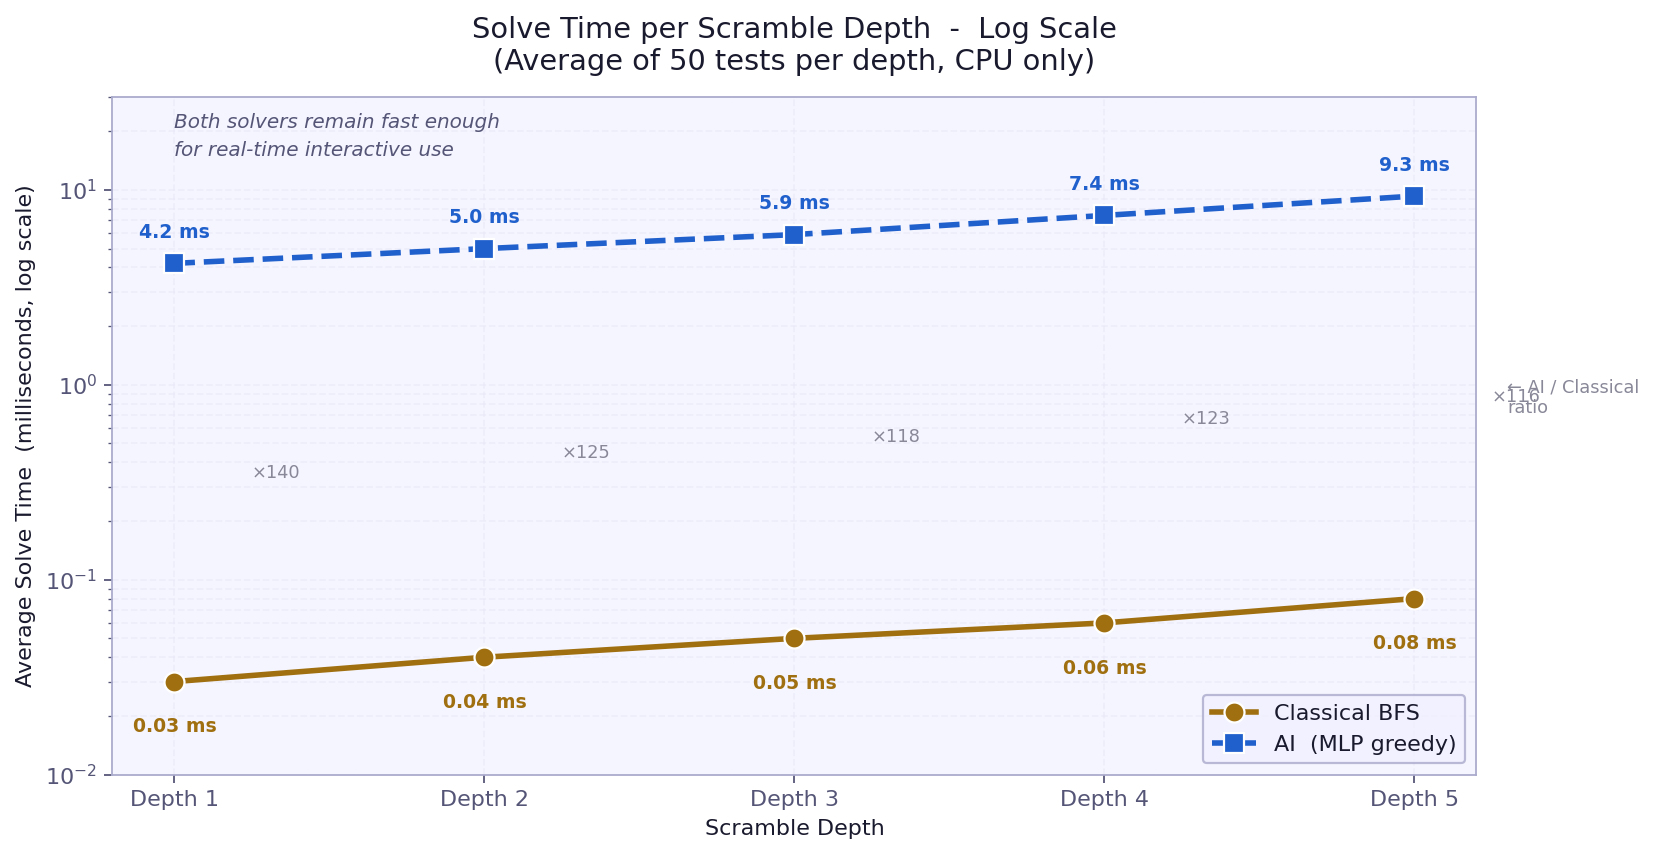 Solve Time per Scramble Depth  -  Log Scale
(Average of 50 tests per depth, CPU only)
Both solvers remain fast enough
for real-time interactive use
Average Solve Time  (milliseconds, log scale)
10¹
10⁰
10⁻¹
10⁻²
4.2 ms
5.0 ms
5.9 ms
7.4 ms
9.3 ms
×140
×125
×118
×123
×116
← AI / Classical
ratio
0.03 ms
0.04 ms
0.05 ms
0.06 ms
0.08 ms
Classical BFS
AI  (MLP greedy)
Depth 1
Depth 2
Depth 3
Depth 4
Depth 5
Scramble Depth